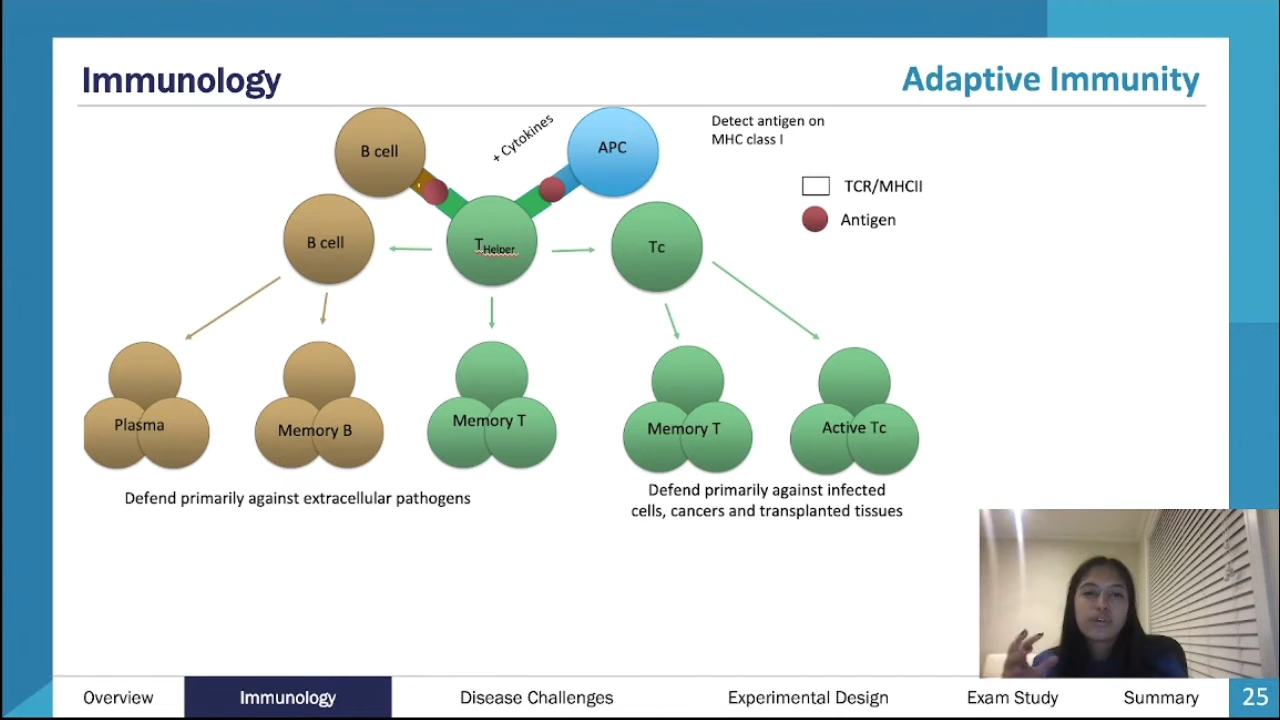 Immunology
Adaptive Immunity
B cell
+ Cytokines
APC
Detect antigen on
MHC class I
TCR/MHCII
Antigen
B cell
THelper
Tc
Plasma
Memory B
Memory T
Memory T
Active Tc
Defend primarily against extracellular pathogens
Defend primarily against infected
cells, cancers and transplanted tissues
Overview
Immunology
Disease Challenges
Experimental Design
Exam Study
Summary
25